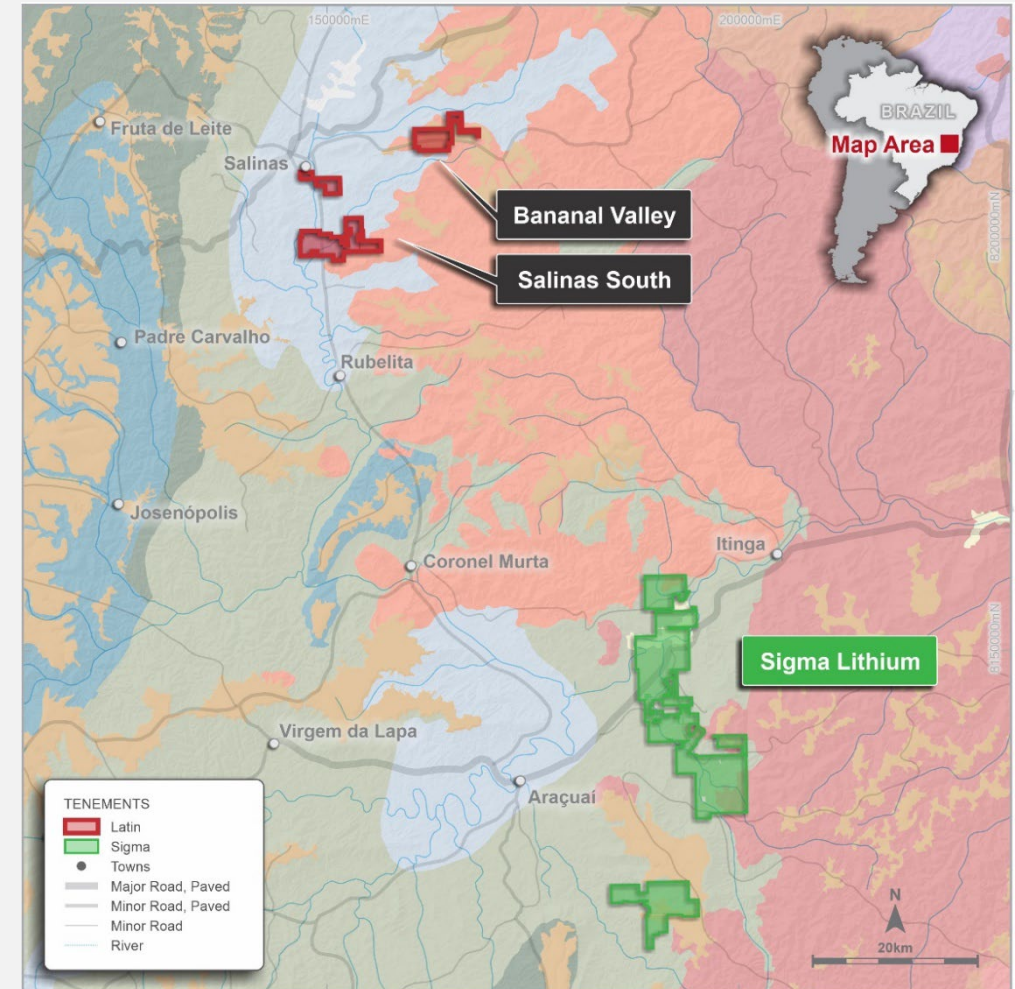 150000mE
200000mE
BRAZIL
Map Area
Fruta de Leite
Salinas
Bananal Valley
8200000mN
Salinas South
Padre Carvalho
Rubelita
Josenópolis
Itinga
Coronel Murta
8150000mN
Sigma Lithium
Virgem da Lapa
Araçuaí
TENEMENTS
Latin
Sigma
Towns
Major Road, Paved
Minor Road, Paved
Minor Road
River
N
20km